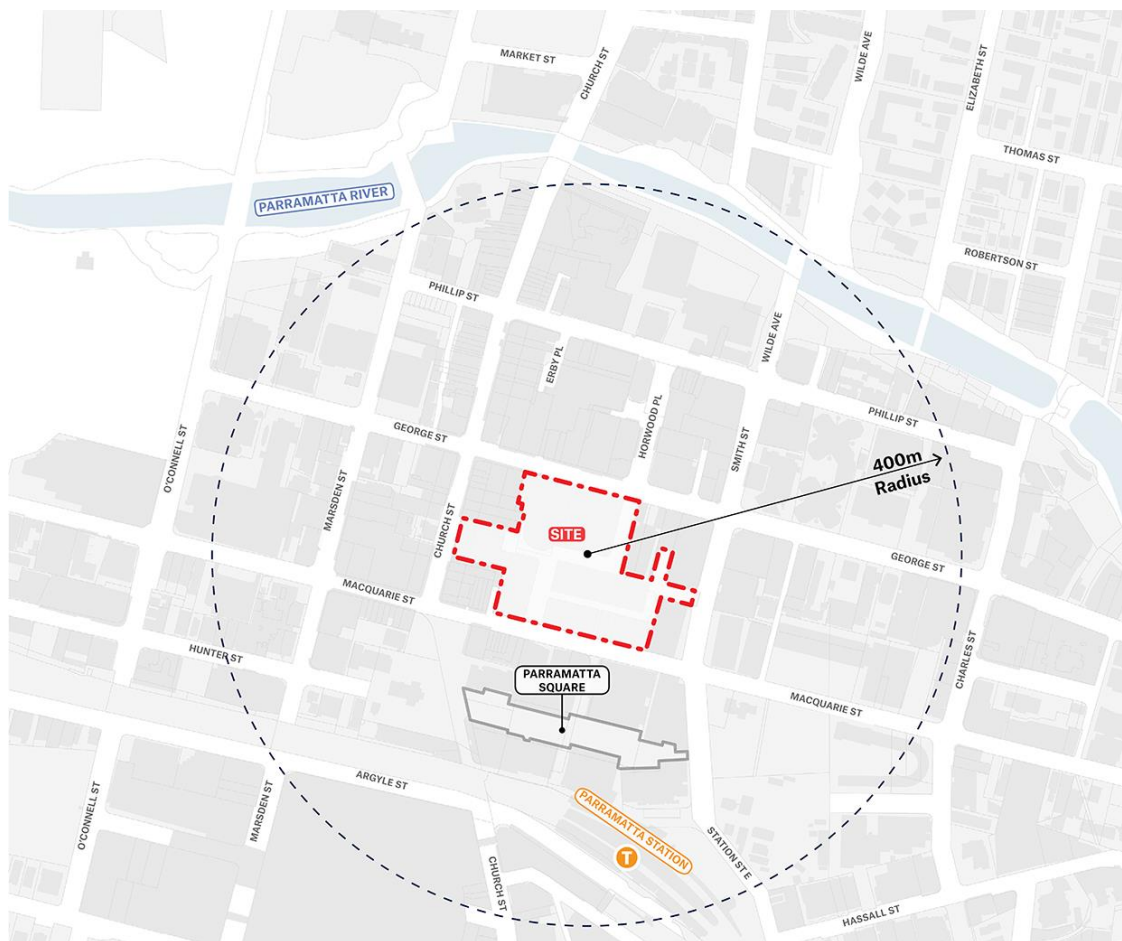 MARKET ST
CHURCH ST
WILDE AVE
ELIZABETH ST
THOMAS ST
PARRAMATTA RIVER
ROBERTSON ST
PHILLIP ST
ERBY PL
WILDE AVE
HORWOOD PL
PHILLIP ST
GEORGE ST
SMITH ST
400m
Radius
O'CONNELL ST
MARSDEN ST
CHURCH ST
SITE
GEORGE ST
MACQUARIE ST
HUNTER ST
CHARLES ST
PARRAMATTA
SQUARE
MACQUARIE ST
ARGYLE ST
O'CONNELL ST
MARSDEN ST
PARRAMATTA STATION
T
STATION ST E
CHURCH ST
HASSALL ST